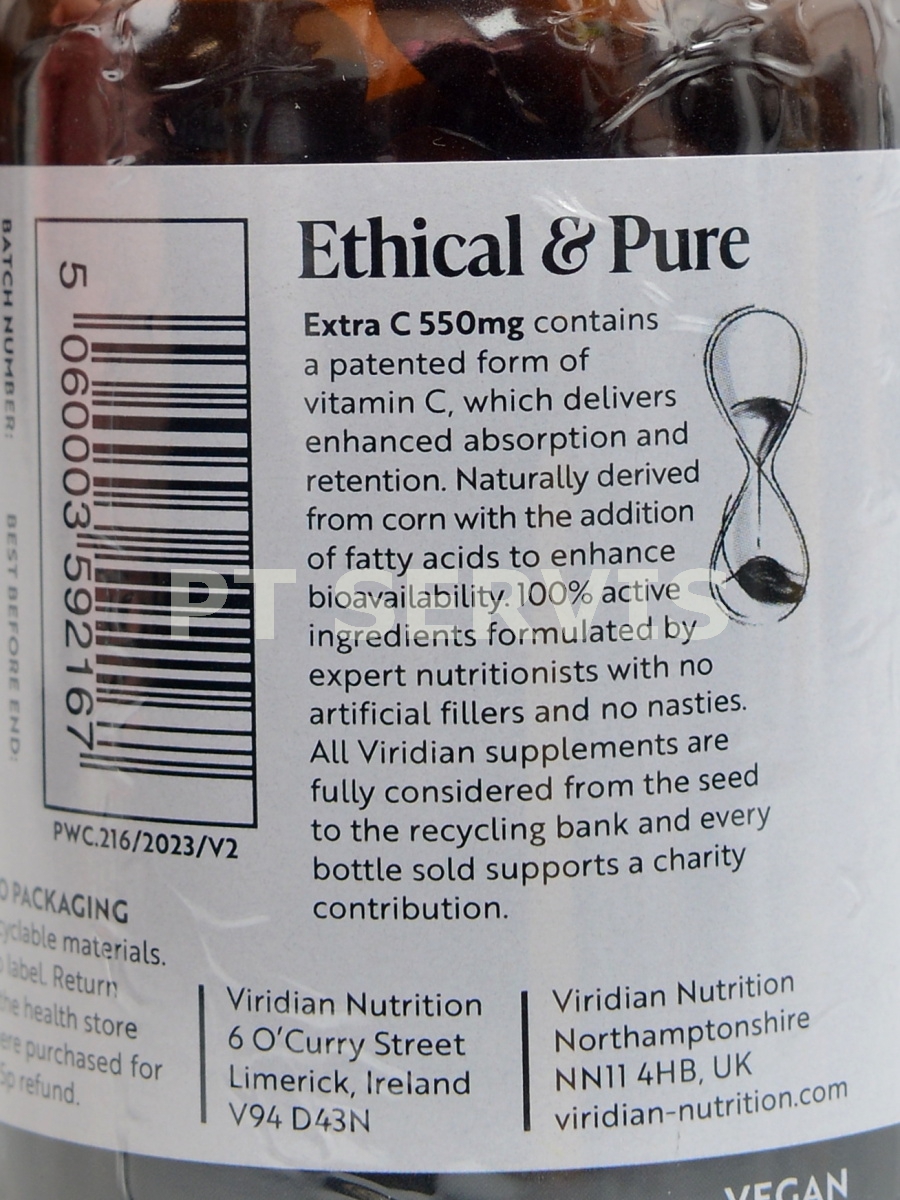 BATCH NUMBER:
BEST BEFORE END:
5 060003 592167
PWC.216/2023/V2
PACKAGING
materials.
label. Return
the health store
purchased for
refund.
Ethical & Pure
Extra C 550mg contains
a patented form of
vitamin C, which delivers
enhanced absorption and
retention. Naturally derived
from corn with the addition
of fatty acids to enhance
bioavailability. 100% active
ingredients formulated by
expert nutritionists with no
artificial fillers and no nasties.
All Viridian supplements are
fully considered from the seed
to the recycling bank and every
bottle sold supports a charity
contribution.
PT SERVIS
Viridian Nutrition
6 O'Curry Street
Limerick, Ireland
V94 D43N
Viridian Nutrition
Northamptonshire
NN11 4HB, UK
viridian-nutrition.com
VEGAN